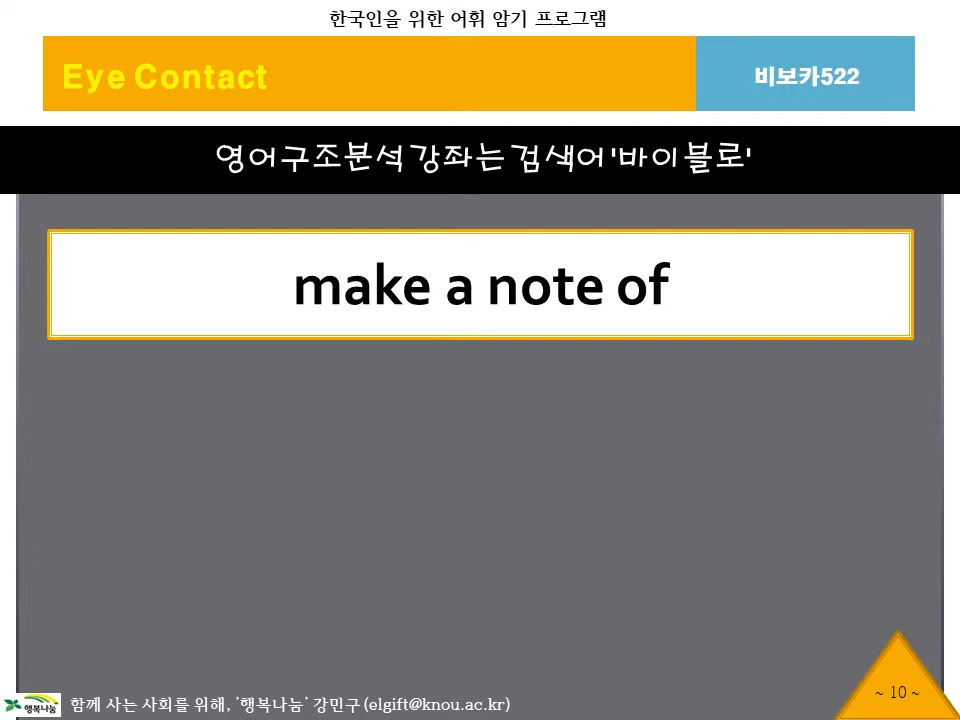 한국인을 위한 어휘 암기 프로그램
Eye Contact
비보카522
영어구조분석 강좌는 검색어 '바이블로'
make a note of
~ 10 ~
행복나눔
함께 사는 사회를 위해, '행복나눔' 강민구 (elgift@knou.ac.kr)